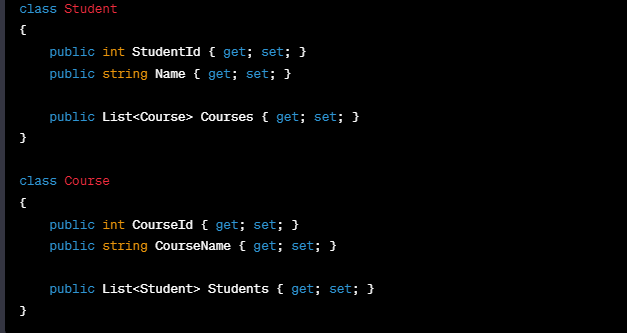 class Student
{
    public int StudentId { get; set; }
    public string Name { get; set; }

    public List<Course> Courses { get; set; }
}

class Course
{
    public int CourseId { get; set; }
    public string CourseName { get; set; }

    public List<Student> Students { get; set; }
}